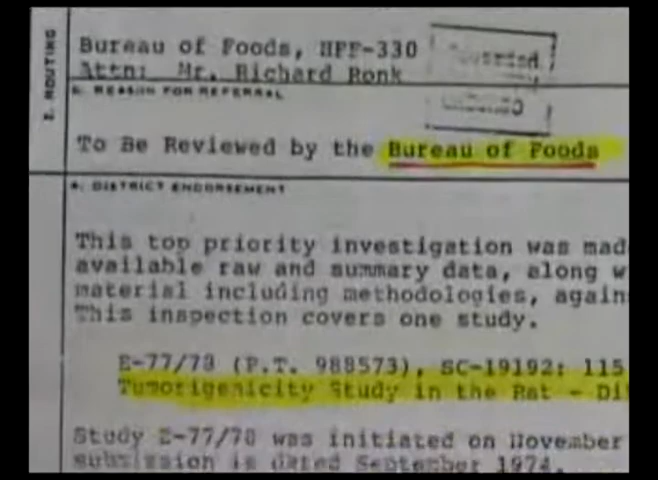 2. ROUTING
Bureau of Foods, HFF-330
Attn: Mr. Richard Ronk
REASON FOR REFERRAL
To Be Reviewed by the Bureau of Foods
DISTRICT ENDORSEMENT
This top priority investigation was mad
available raw and summary data, along w
material including methodologies, again
This inspection covers one study.
E-77/78 (P.T. 988S73), SC-19192: 115
Tumorigenicity Study in the Rat - Di
Study E-77/78 was initiated on November
submission is dated September 1974.